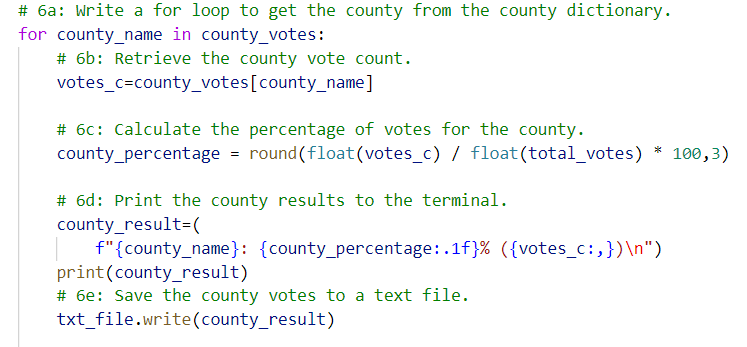 # 6a: Write a for loop to get the county from the county dictionary.
for county_name in county_votes:
    # 6b: Retrieve the county vote count.
    votes_c=county_votes[county_name]

    # 6c: Calculate the percentage of votes for the county.
    county_percentage = round(float(votes_c) / float(total_votes) * 100,3)

    # 6d: Print the county results to the terminal.
    county_result=(
        f"{county_name}: {county_percentage:.1f}% ({votes_c:,})\n")
    print(county_result)
    # 6e: Save the county votes to a text file.
    txt_file.write(county_result)